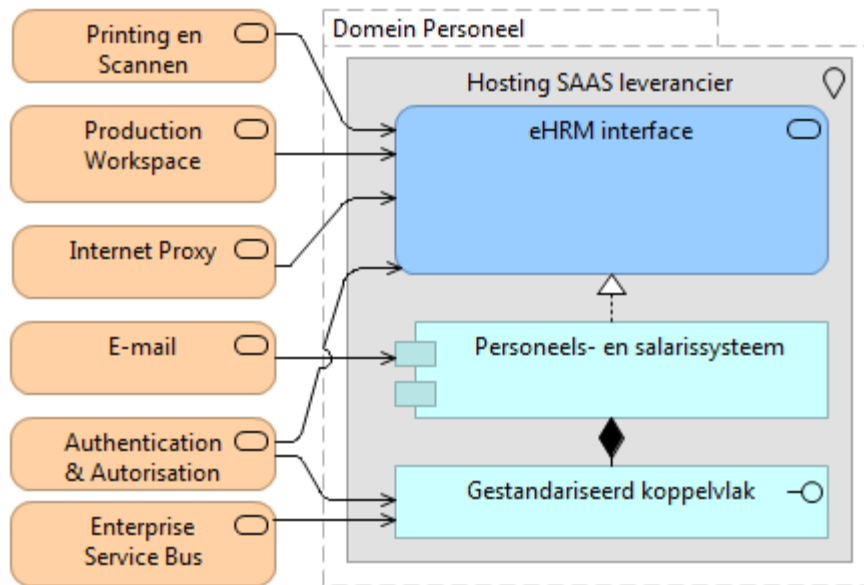 Printing en
Scannen
Production
Workspace
Internet Proxy
E-mail
Authentication
& Autorisation
Enterprise
Service Bus
Domein Personeel
Hosting SAAS leverancier
eHRM interface
Personeels- en salarissysteem
Gestandariseerd koppelvlak